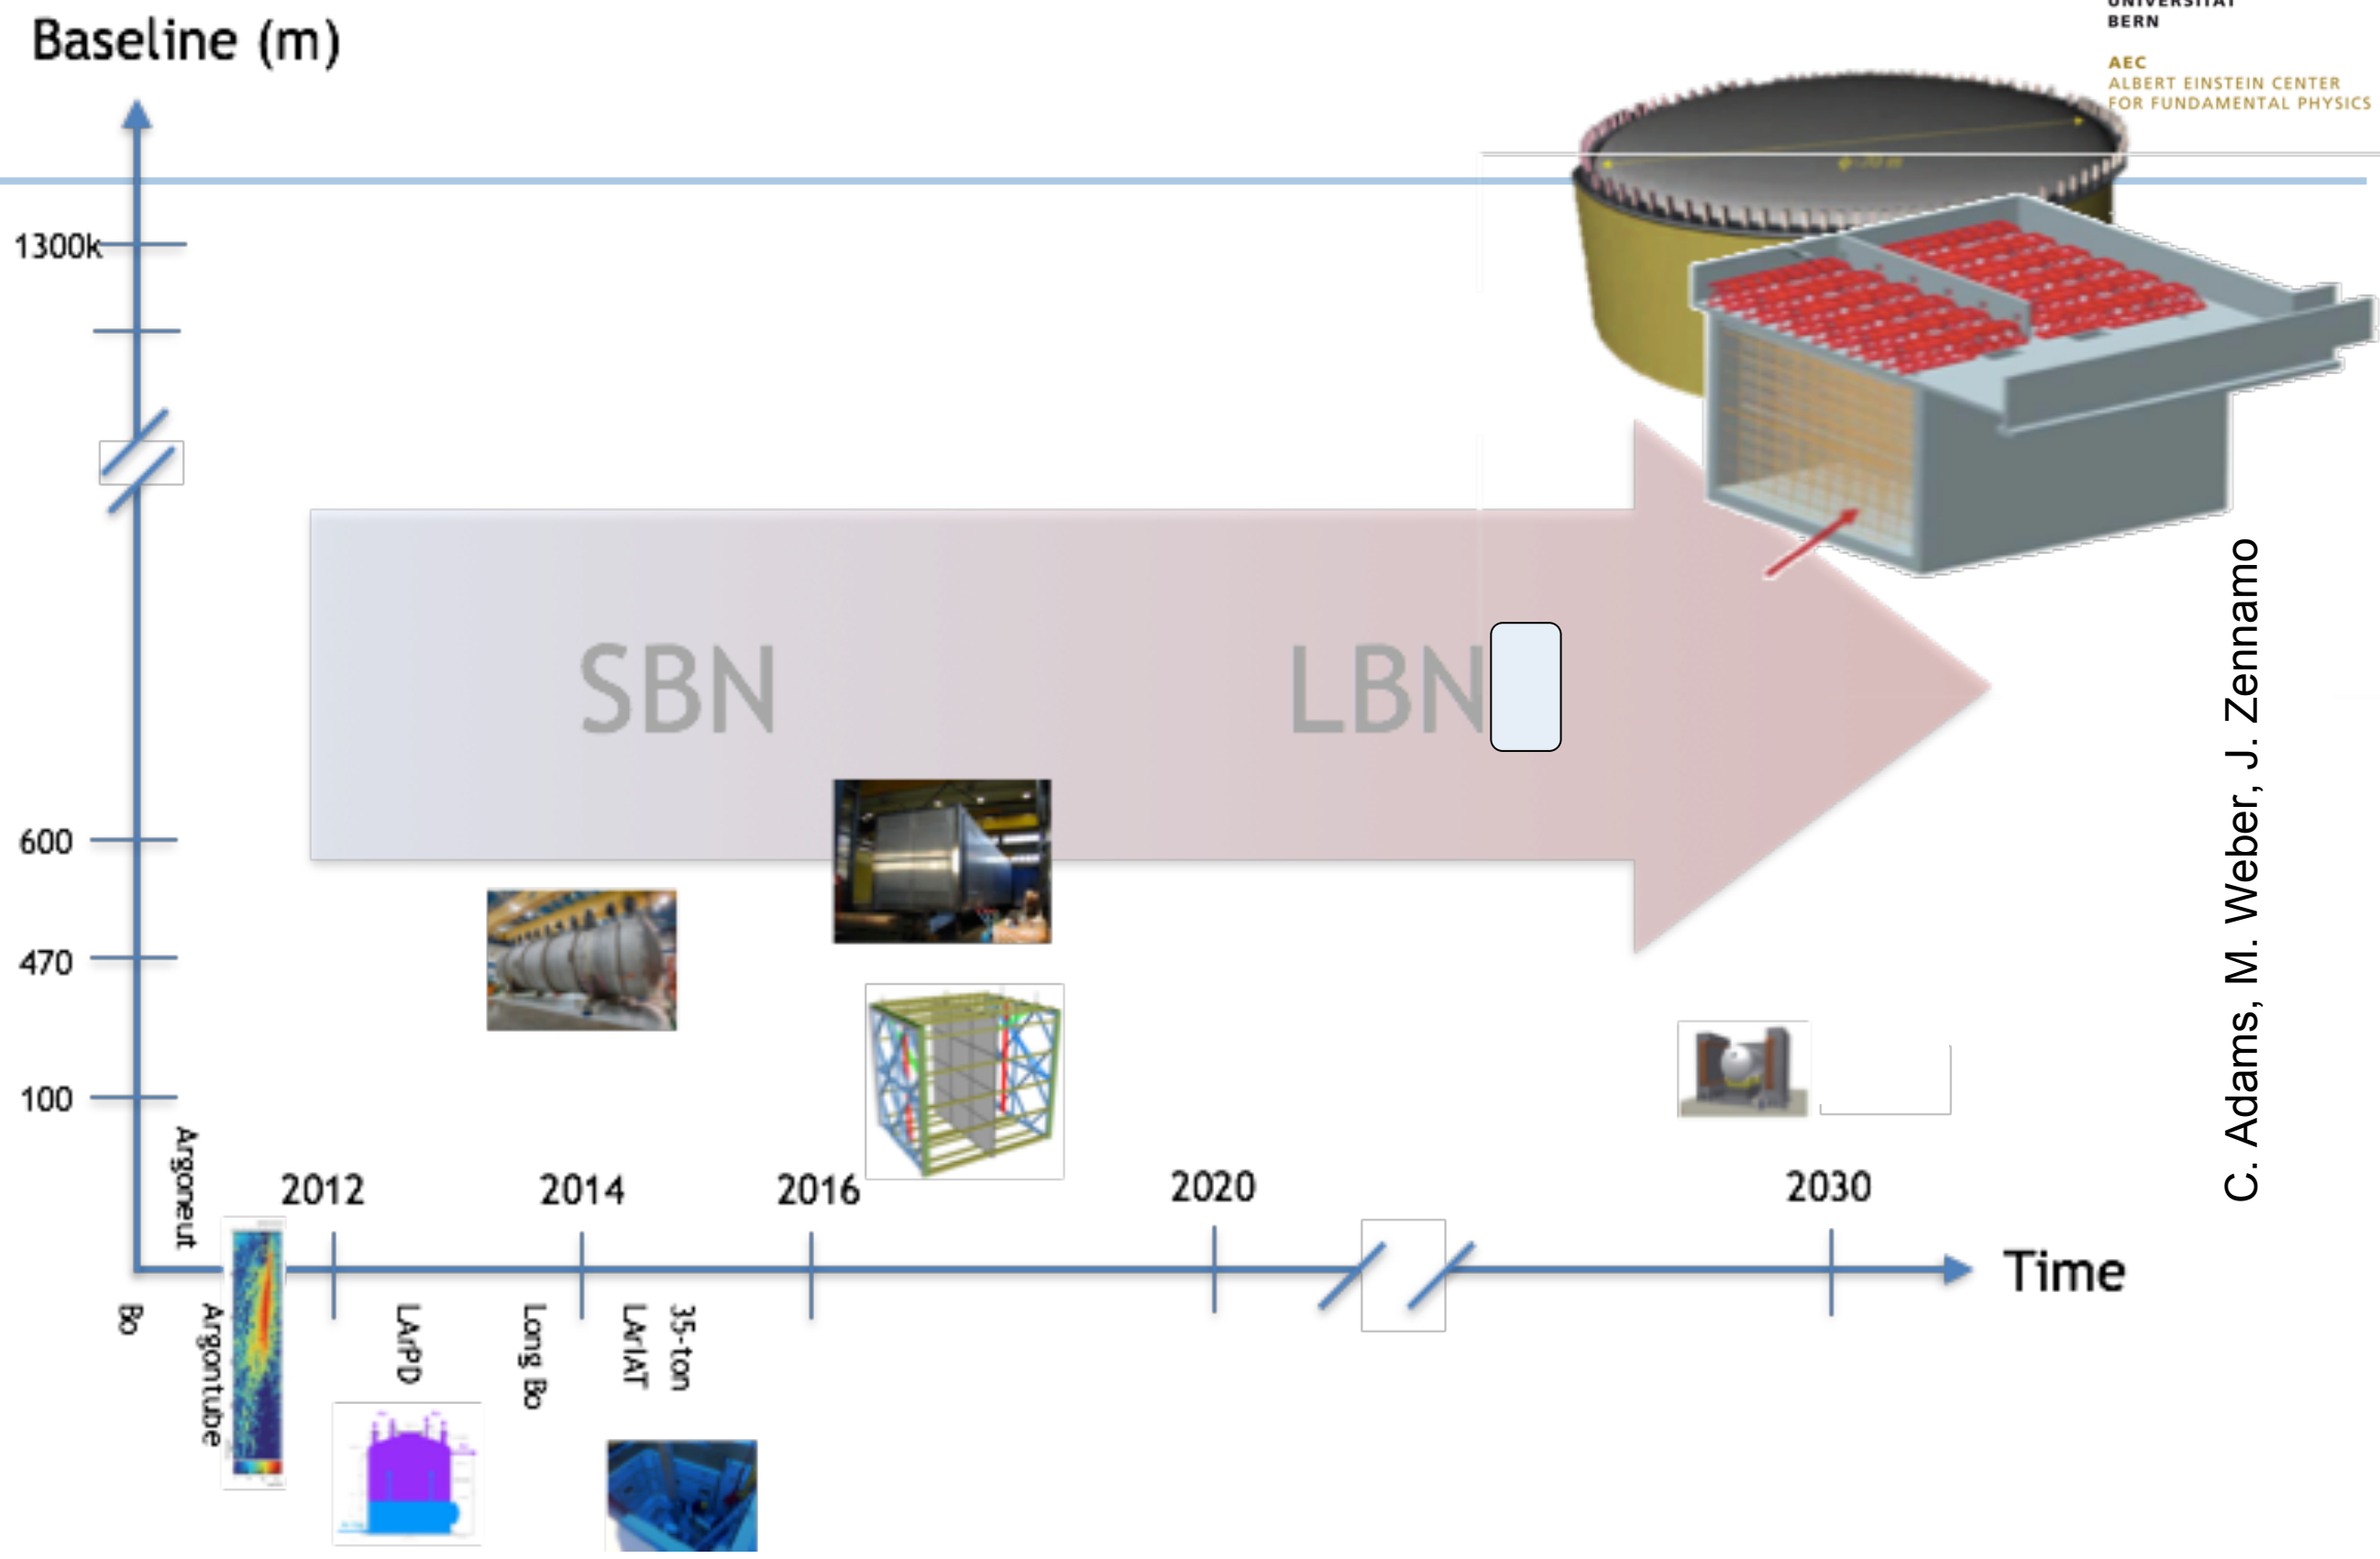 Baseline (m)
UNIVERSITÄT
BERN
AEC
ALBERT EINSTEIN CENTER
FOR FUNDAMENTAL PHYSICS
1300k
SBN
LBN
600
470
100
C. Adams, M. Weber, J. Zennamo
Argoneut
2012
2014
2016
2020
2030
Time
Bo
Argontube
LArPD
Long Bo
LArIAT
35-ton